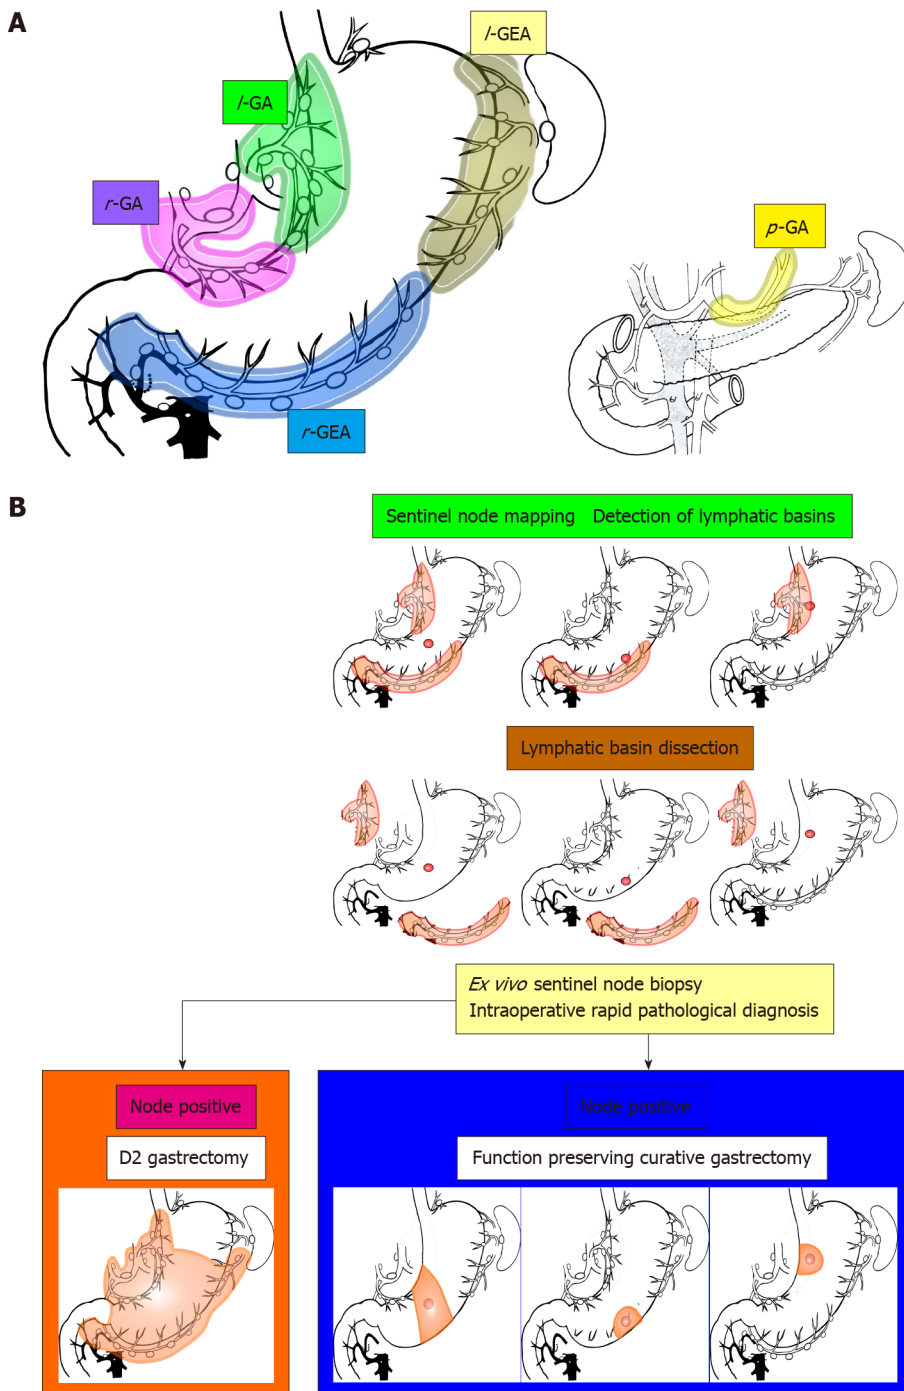 A
l-GEA
l-GA
r-GA
p-GA
r-GEA
B
Sentinel node mapping Detection of lymphatic basins
Lymphatic basin dissection
Ex vivo sentinel node biopsy
Intraoperative rapid pathological diagnosis
Node positive
Node positive
D2 gastrectomy
Function preserving curative gastrectomy